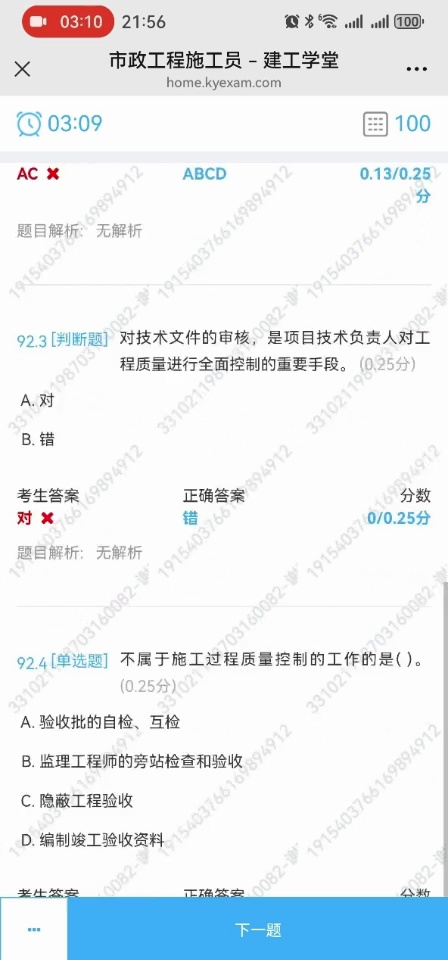 03:10 21:56 100
市政工程施工员 – 建工学堂
home.kyexam.com
03:09 100
AC ABCD 0.13/0.25
分
题目解析: 无解析
92.3 [判断题] 对技术文件的审核，是项目技术负责人对工
程质量进行全面控制的重要手段。 (0.25分)
A. 对
B. 错
考生答案 正确答案 分数
对 错 0/0.25分
题目解析: 无解析
92.4 [单选题] 不属于施工过程质量控制的工作的是( )。
(0.25分)
A. 验收批的自检、互检
B. 监理工程师的旁站检查和验收
C. 隐蔽工程验收
D. 编制竣工验收资料
考生答案 正确答案 分数
下一题